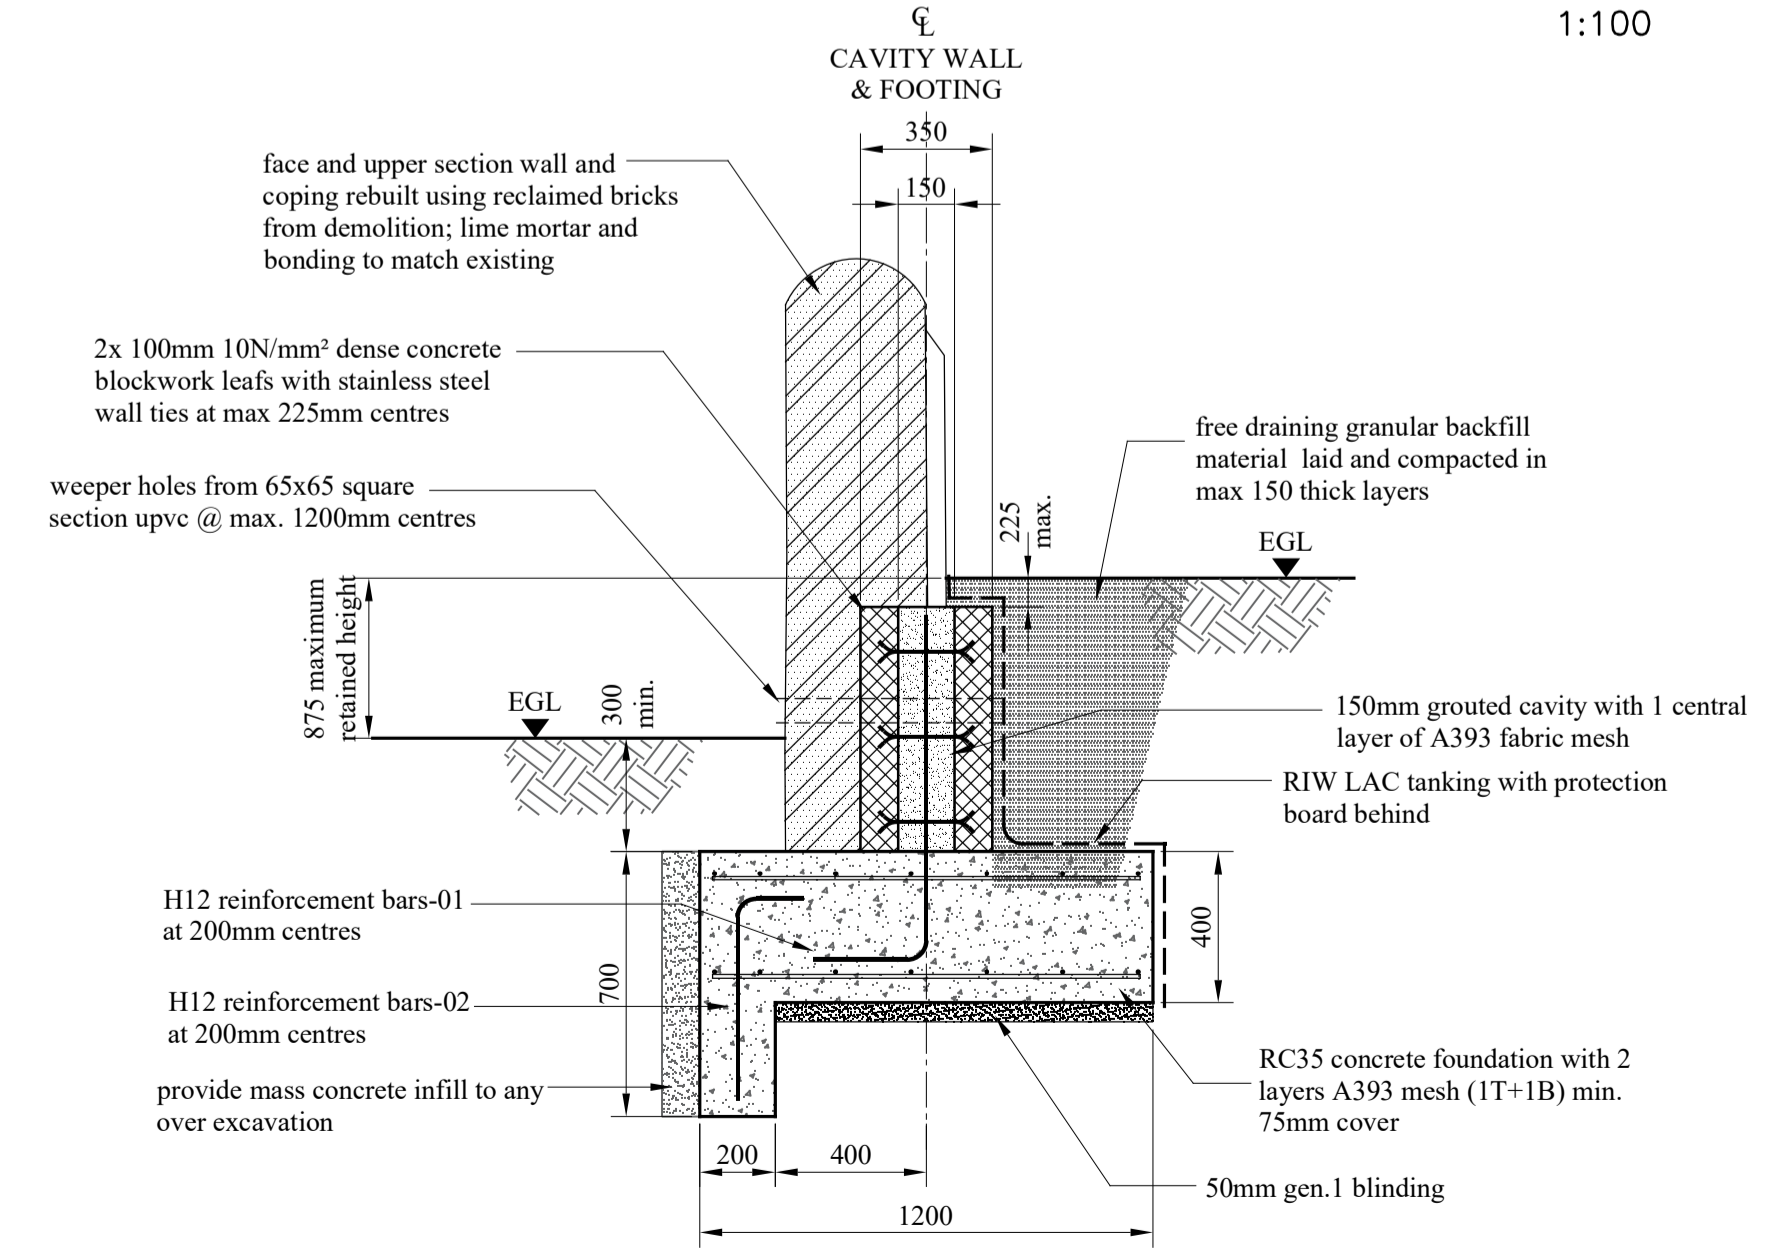 1:100
℄
CAVITY WALL
& FOOTING
350
150
face and upper section wall and
coping rebuilt using reclaimed bricks
from demolition; lime mortar and
bonding to match existing
2x 100mm 10N/mm² dense concrete
blockwork leafs with stainless steel
wall ties at max 225mm centres
weeper holes from 65x65 square
section upvc @ max. 1200mm centres
free draining granular backfill
material laid and compacted in
max 150 thick layers
225
max.
EGL
875 maximum
retained height
EGL
300
min.
150mm grouted cavity with 1 central
layer of A393 fabric mesh
RIW LAC tanking with protection
board behind
H12 reinforcement bars-01
at 200mm centres
400
700
H12 reinforcement bars-02
at 200mm centres
provide mass concrete infill to any
over excavation
RC35 concrete foundation with 2
layers A393 mesh (1T+1B) min.
75mm cover
200
400
50mm gen.1 blinding
1200